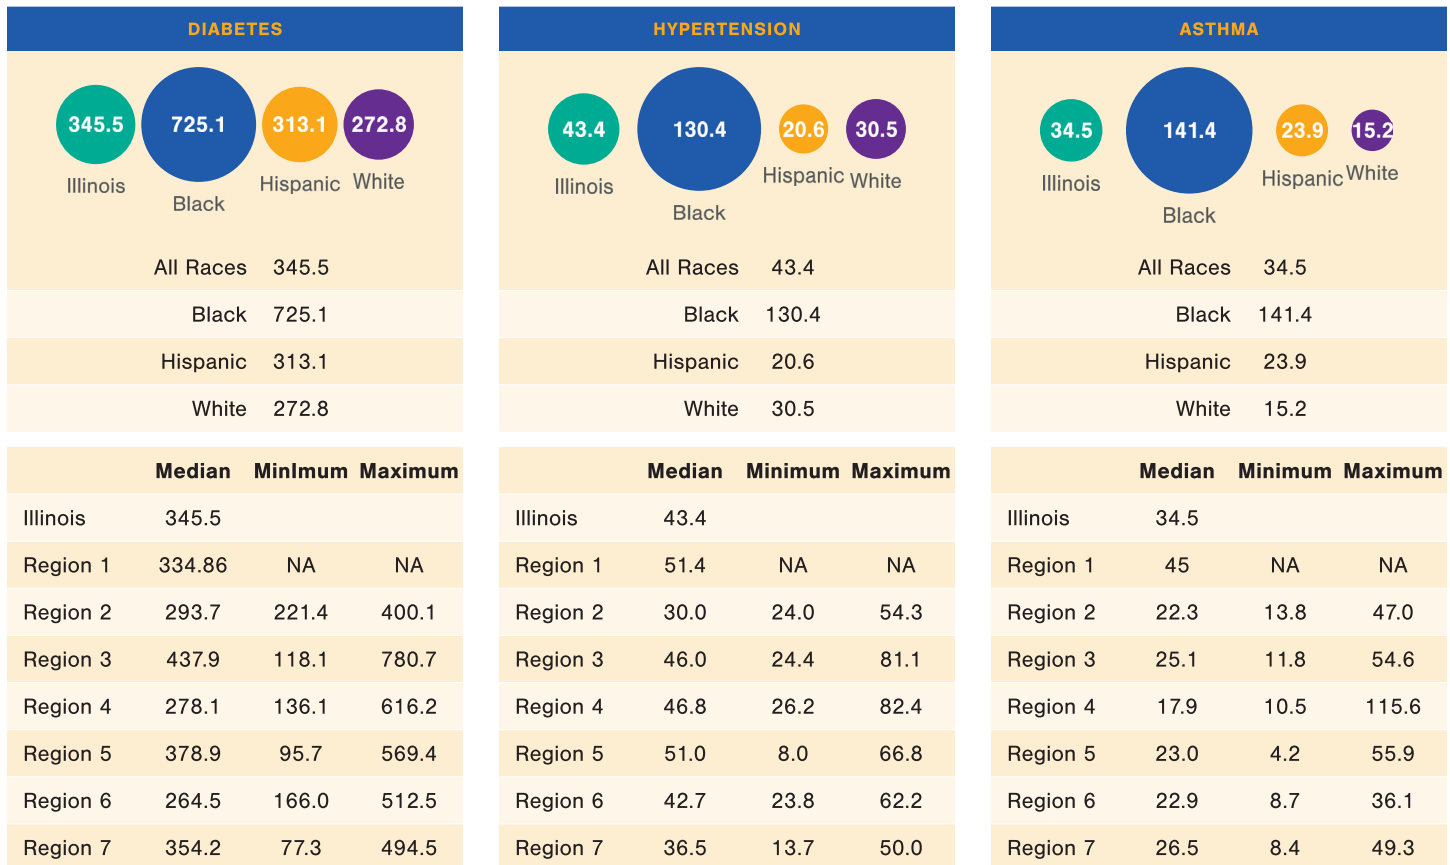 DIABETES
345.5 725.1 313.1 272.8
Illinois Black Hispanic White
All Races 345.5
Black 725.1
Hispanic 313.1
White 272.8
Median MinImum Maximum
Illinois 345.5
Region 1 334.86 NA NA
Region 2 293.7 221.4 400.1
Region 3 437.9 118.1 780.7
Region 4 278.1 136.1 616.2
Region 5 378.9 95.7 569.4
Region 6 264.5 166.0 512.5
Region 7 354.2 77.3 494.5
HYPERTENSION
43.4 130.4 20.6 30.5
Illinois Black Hispanic White
All Races 43.4
Black 130.4
Hispanic 20.6
White 30.5
Median Minimum Maximum
Illinois 43.4
Region 1 51.4 NA NA
Region 2 30.0 24.0 54.3
Region 3 46.0 24.4 81.1
Region 4 46.8 26.2 82.4
Region 5 51.0 8.0 66.8
Region 6 42.7 23.8 62.2
Region 7 36.5 13.7 50.0
ASTHMA
34.5 141.4 23.9 15.2
Illinois Black Hispanic White
All Races 34.5
Black 141.4
Hispanic 23.9
White 15.2
Median Minimum Maximum
Illinois 34.5
Region 1 45 NA NA
Region 2 22.3 13.8 47.0
Region 3 25.1 11.8 54.6
Region 4 17.9 10.5 115.6
Region 5 23.0 4.2 55.9
Region 6 22.9 8.7 36.1
Region 7 26.5 8.4 49.3